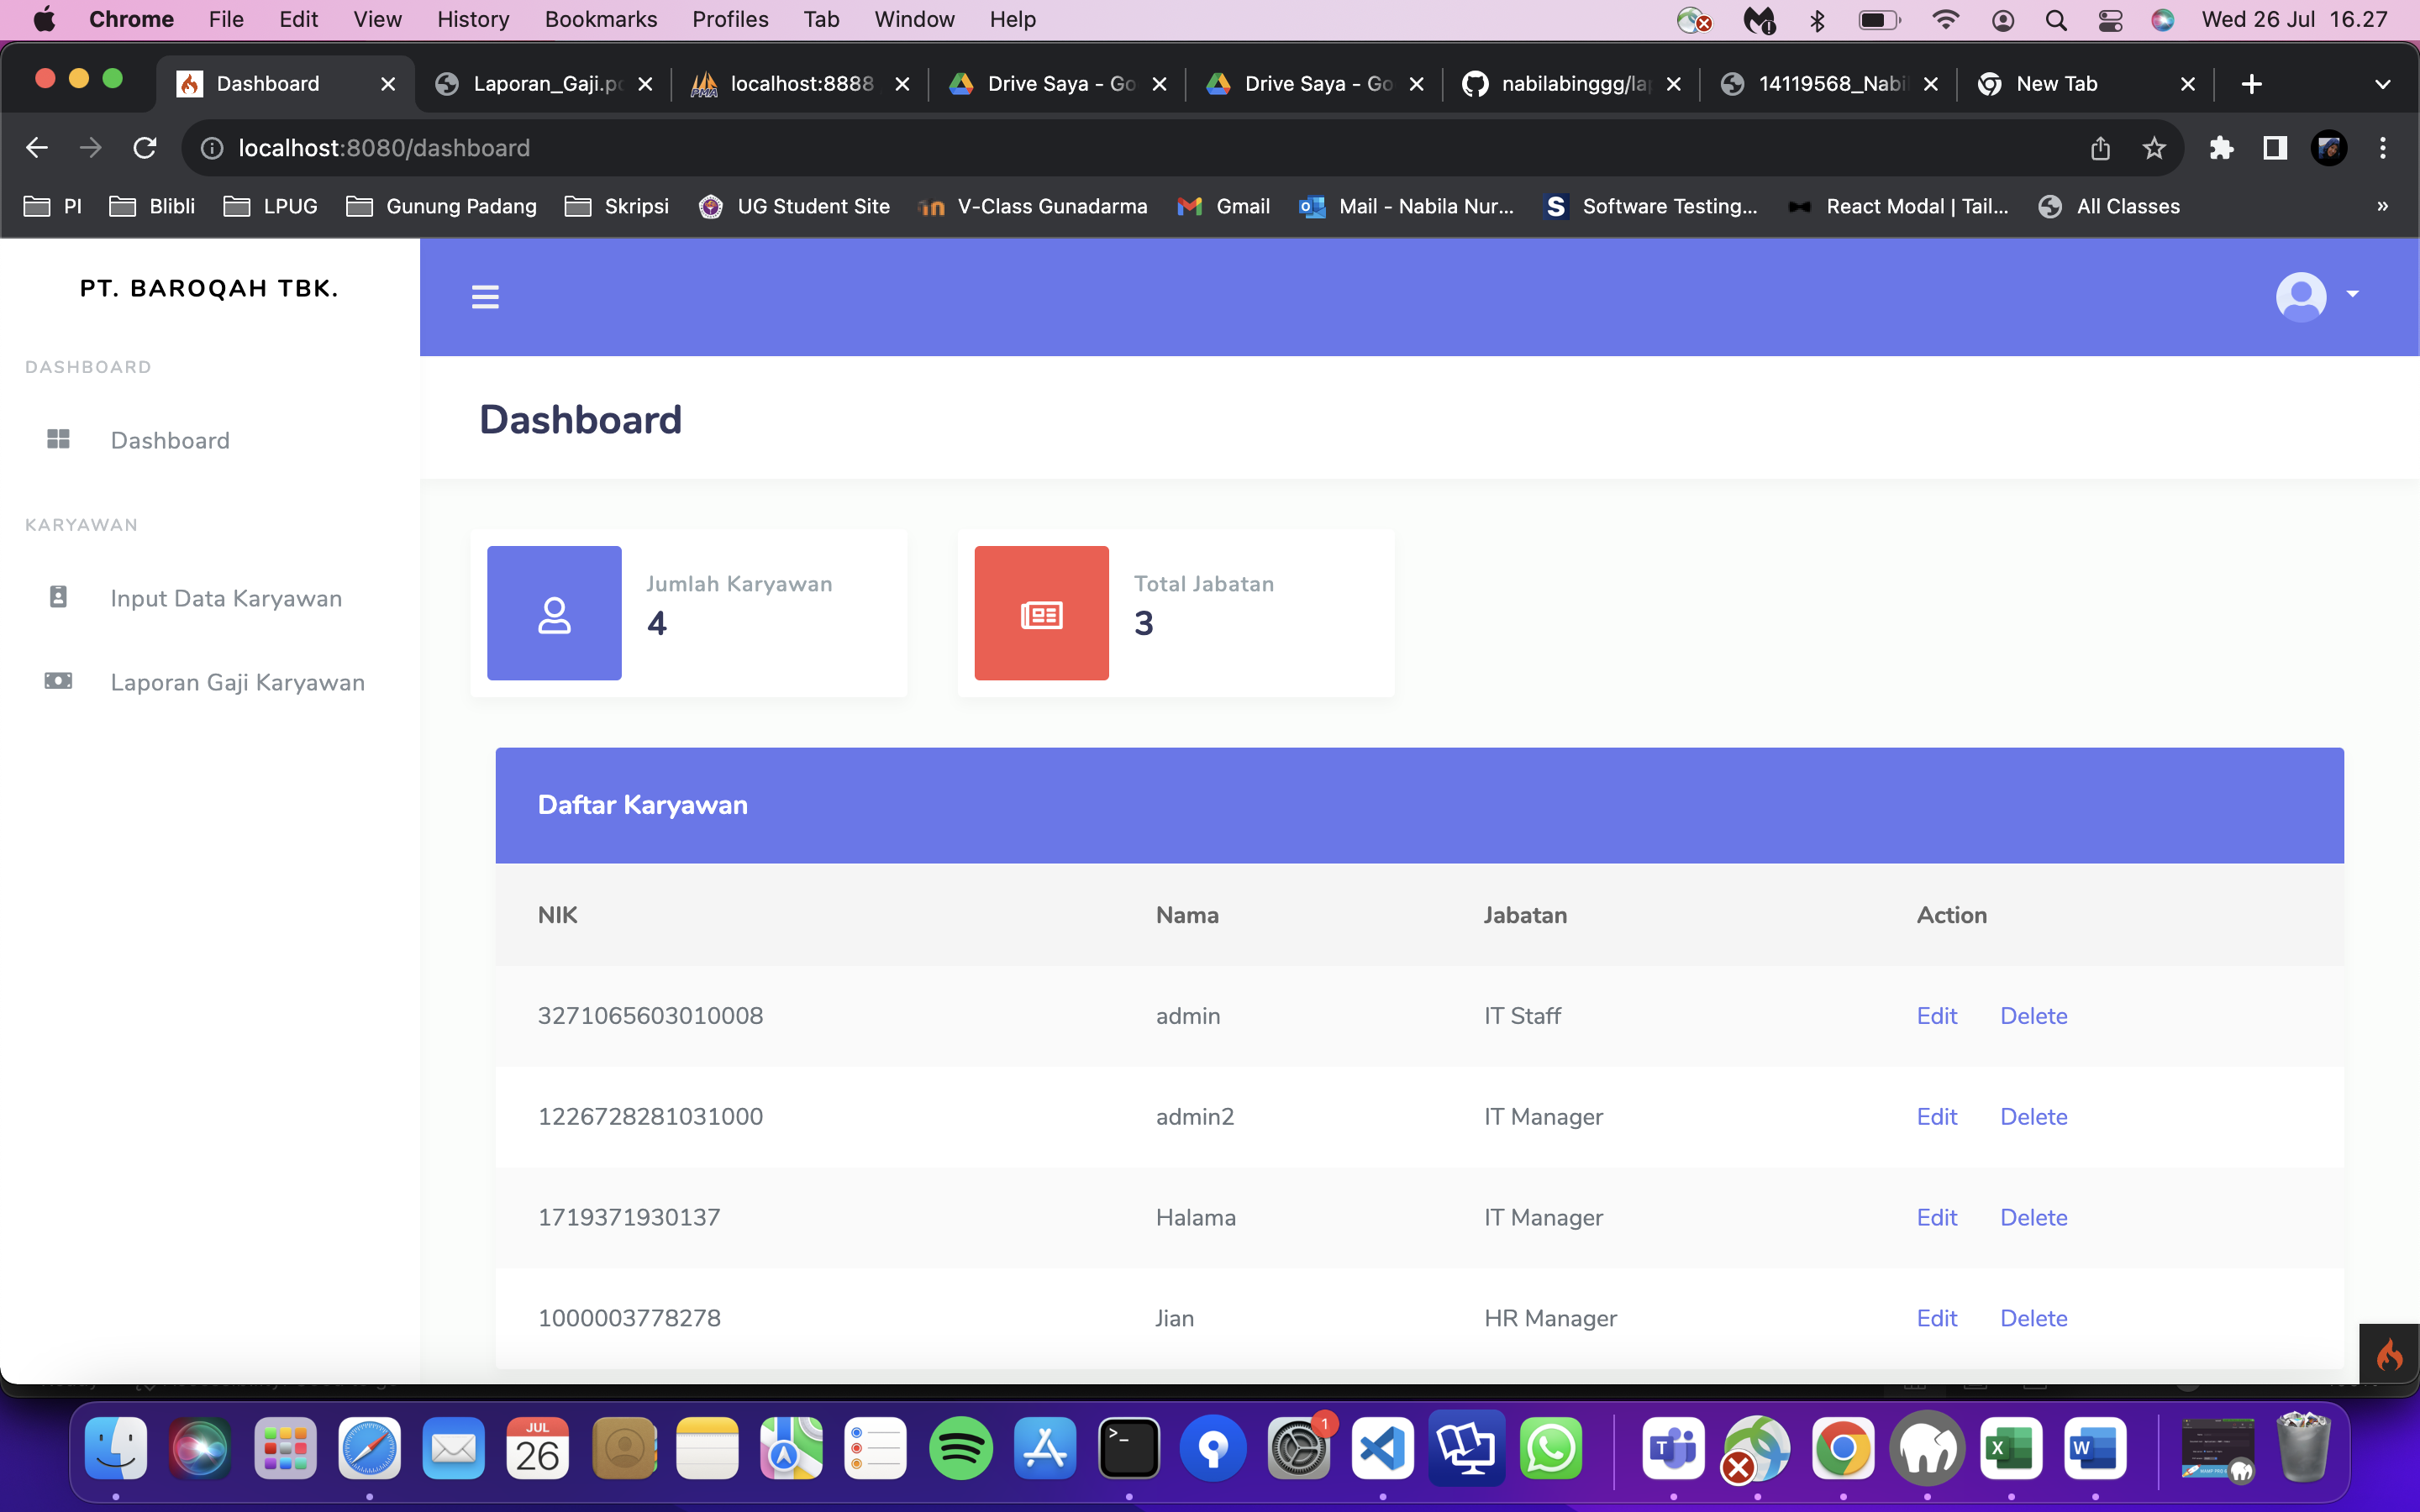 Chrome File Edit View History Bookmarks Profiles Tab Window Help Wed 26 Jul 16.27
Dashboard Laporan_Gaji.p localhost:8888 Drive Saya - Go Drive Saya - Go nabilabinggg/la 14119568_Nabi New Tab
localhost:8080/dashboard
PI Blibli LPUG Gunung Padang Skripsi UG Student Site V-Class Gunadarma Gmail Mail - Nabila Nur... Software Testing... React Modal | Tail... All Classes »
PT. BAROQAH TBK.
DASHBOARD
Dashboard
KARYAWAN
Input Data Karyawan
Laporan Gaji Karyawan
Dashboard
Jumlah Karyawan
4
Total Jabatan
3
Daftar Karyawan
NIK Nama Jabatan Action
3271065603010008 admin IT Staff Edit Delete
1226728281031000 admin2 IT Manager Edit Delete
1719371930137 Halama IT Manager Edit Delete
1000003778278 Jian HR Manager Edit Delete
JUL
26
1